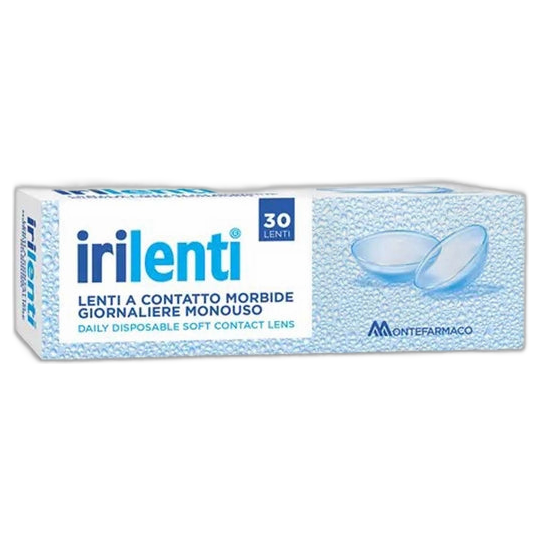 irilenti®
30
LENTI
LENTI A CONTATTO MORBIDE
GIORNALIERE MONOUSO
DAILY DISPOSABLE SOFT CONTACT LENS
MONTEFARMACO
irilenti